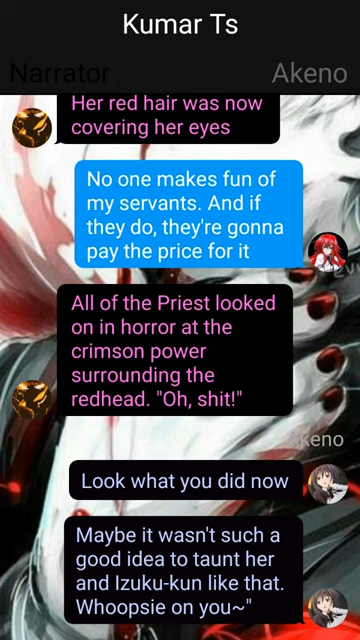 Kumar Ts
Narrator
Akeno
Her red hair was now
covering her eyes
No one makes fun of
my servants. And if
they do, they're gonna
pay the price for it
All of the Priest looked
on in horror at the
crimson power
surrounding the
redhead. "Oh, shit!"
Akeno
Look what you did now
Maybe it wasn't such a
good idea to taunt her
and Izuku-kun like that.
Whoopsie on you~"